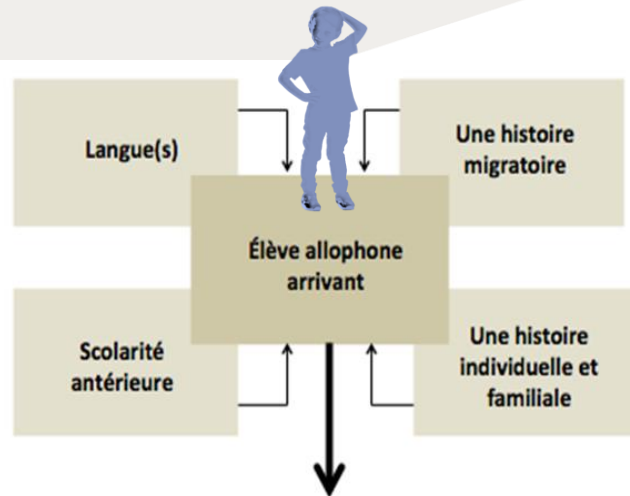 Langue(s)
Une histoire
migratoire
Élève allophone
arrivant
Scolarité
antérieure
Une histoire
individuelle et
familiale